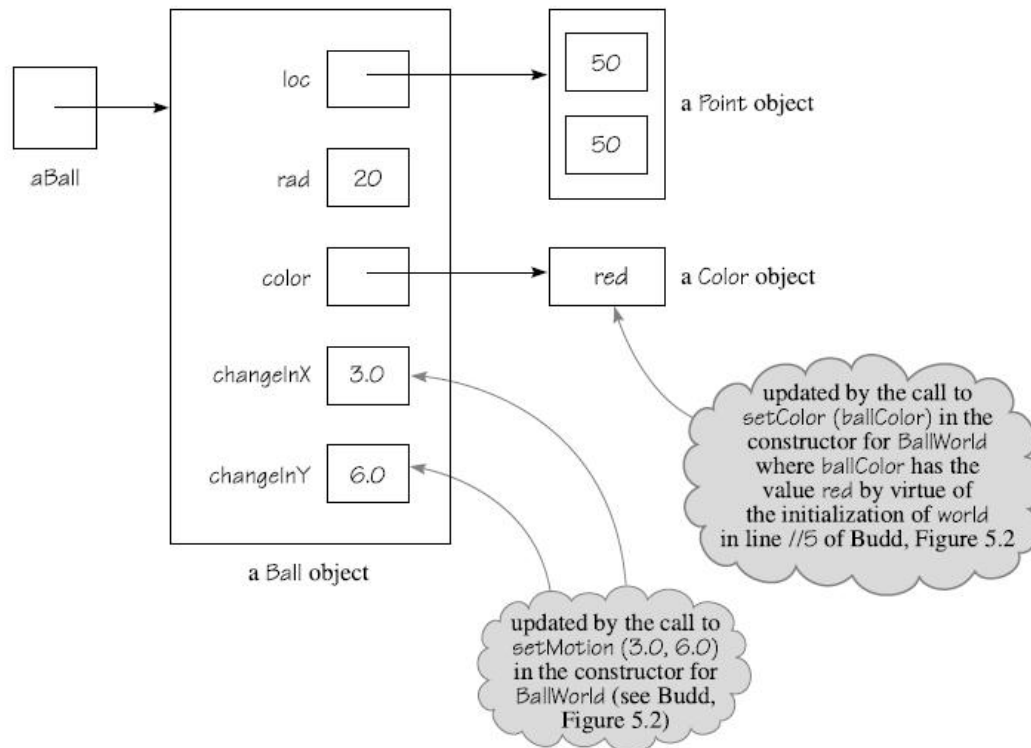 aBall
loc
rad
20
color
changeInX
3.0
changeInY
6.0
a Ball object
50
50
a Point object
red
a Color object
updated by the call to
setColor (ballColor) in the
constructor for BallWorld
where ballColor has the
value red by virtue of
the initialization of world
in line //5 of Budd, Figure 5.2
updated by the call to
setMotion (3.0, 6.0)
in the constructor for
BallWorld (see Budd,
Figure 5.2)